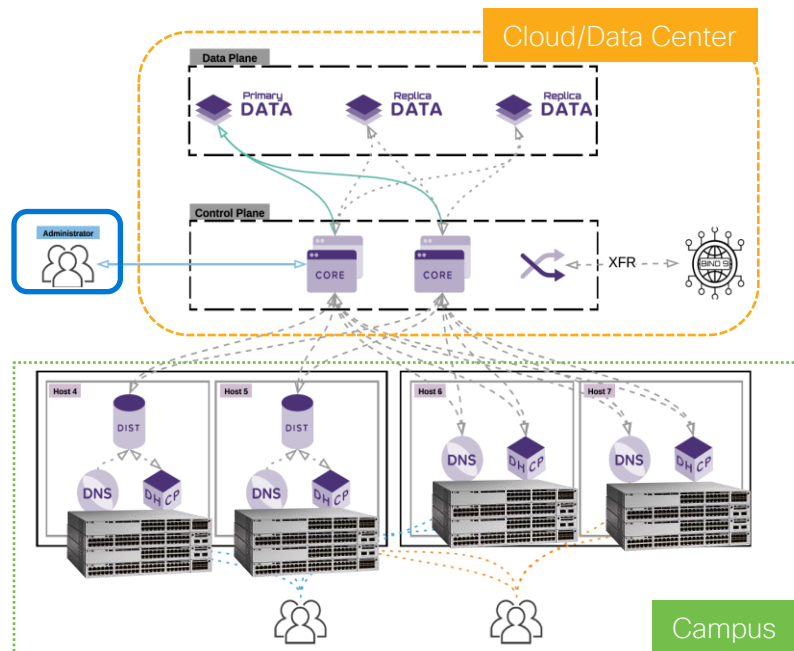 Cloud/Data Center
Data Plane
Primary
DATA
Replica
DATA
Replica
DATA
Control Plane
Administrator
CORE
CORE
XFR
BIND 9
Host 4
Host 5
Host 6
Host 7
DIST
DIST
DNS
DHCP
DNS
DHCP
DNS
DHCP
DNS
DHCP
Campus